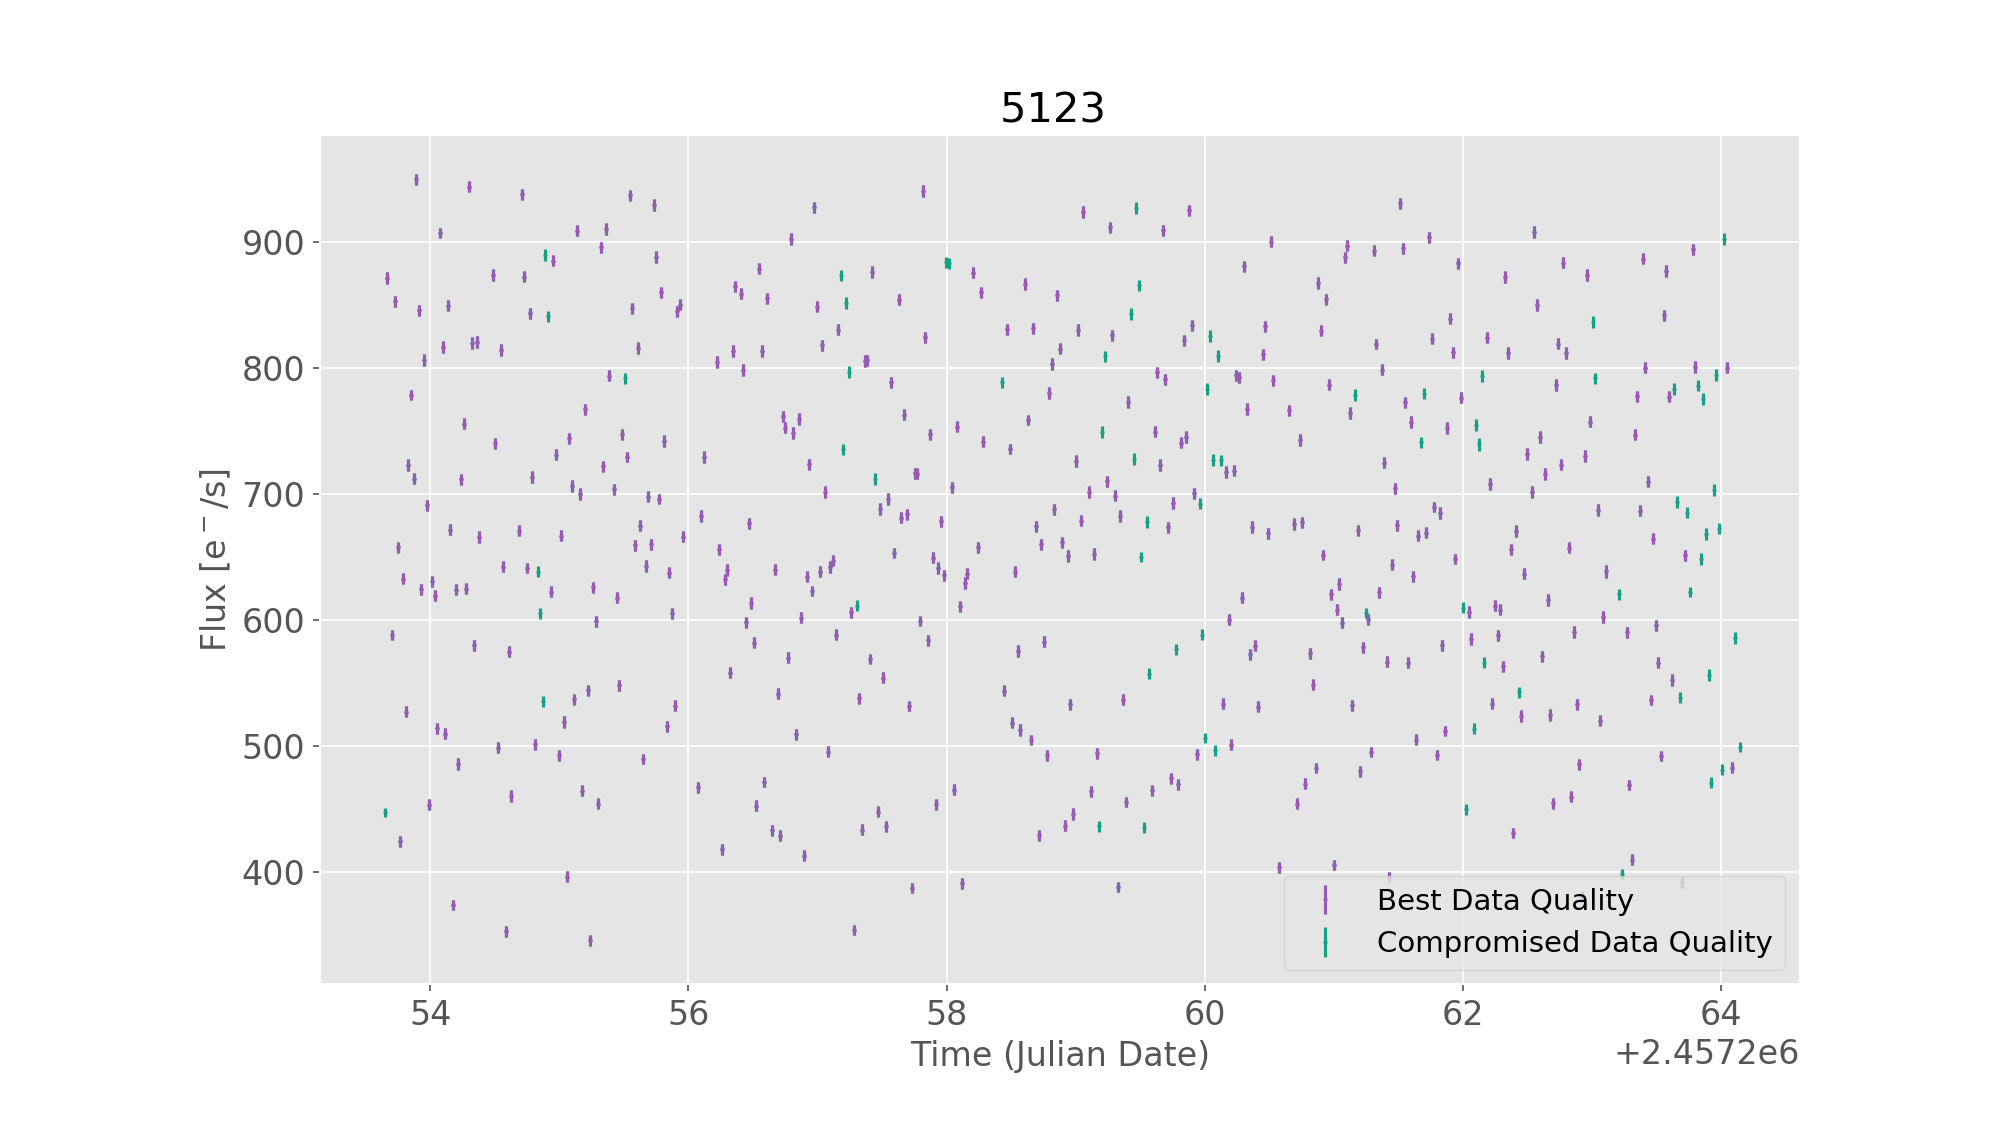 5123
Flux [e⁻/s]
900
800
700
600
500
400
Best Data Quality
Compromised Data Quality
54 56 58 60 62 64
Time (Julian Date)
+2.4572e6